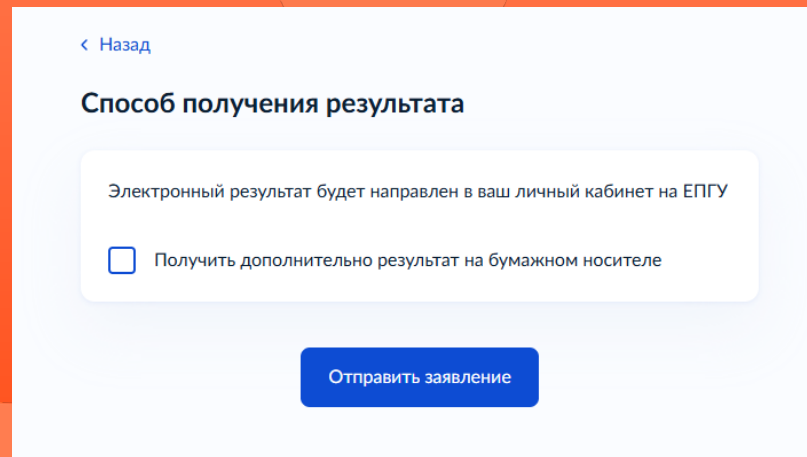 Назад
Способ получения результата
Электронный результат будет направлен в ваш личный кабинет на ЕПГУ
Получить дополнительно результат на бумажном носителе
Отправить заявление